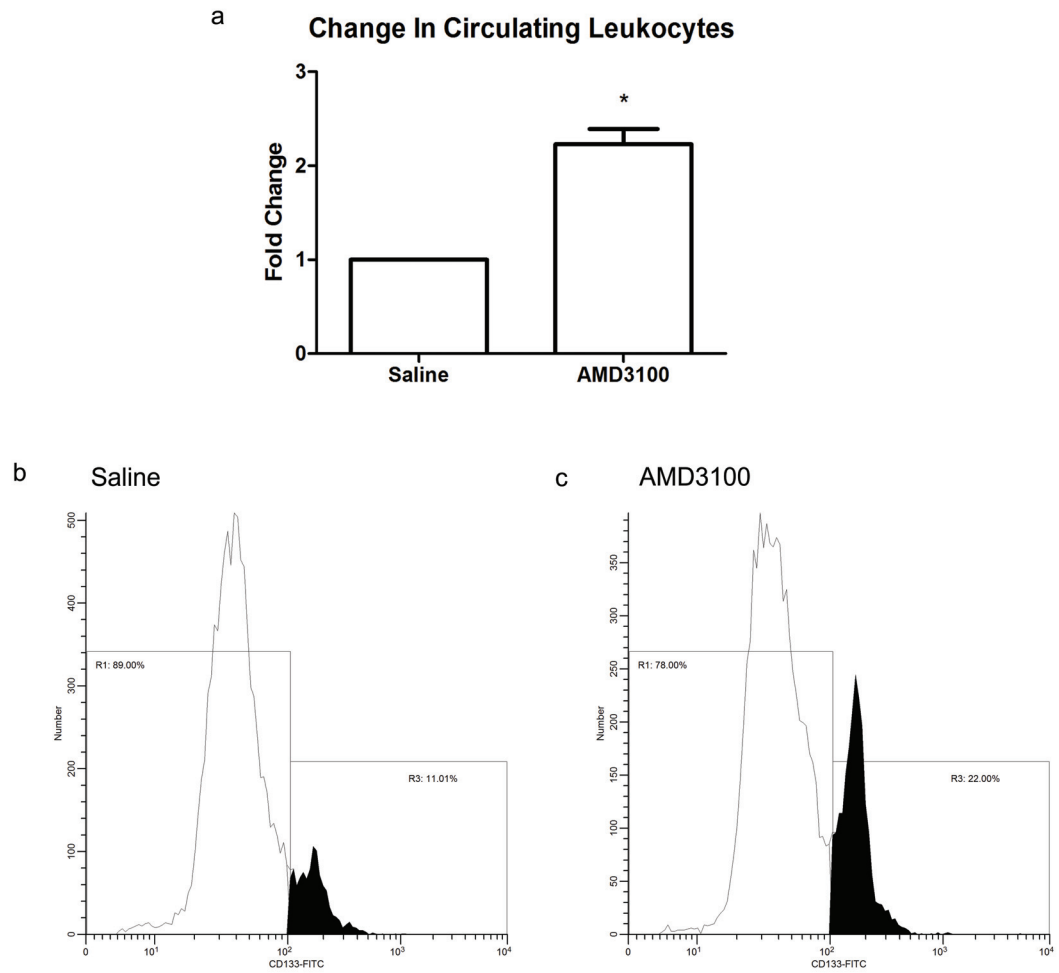 a
Change In Circulating Leukocytes
3
*
2
Fold Change
1
0
Saline AMD3100
b Saline
500
400
R1: 89.00%
300
Number
200
R3: 11.01%
100
0
0 10¹ 10² 10³ 10⁴
CD133-FITC
c AMD3100
350
300
R1: 78.00%
250
Number
200
R3: 22.00%
150
100
50
0
0 10¹ 10² 10³ 10⁴
CD133-FITC